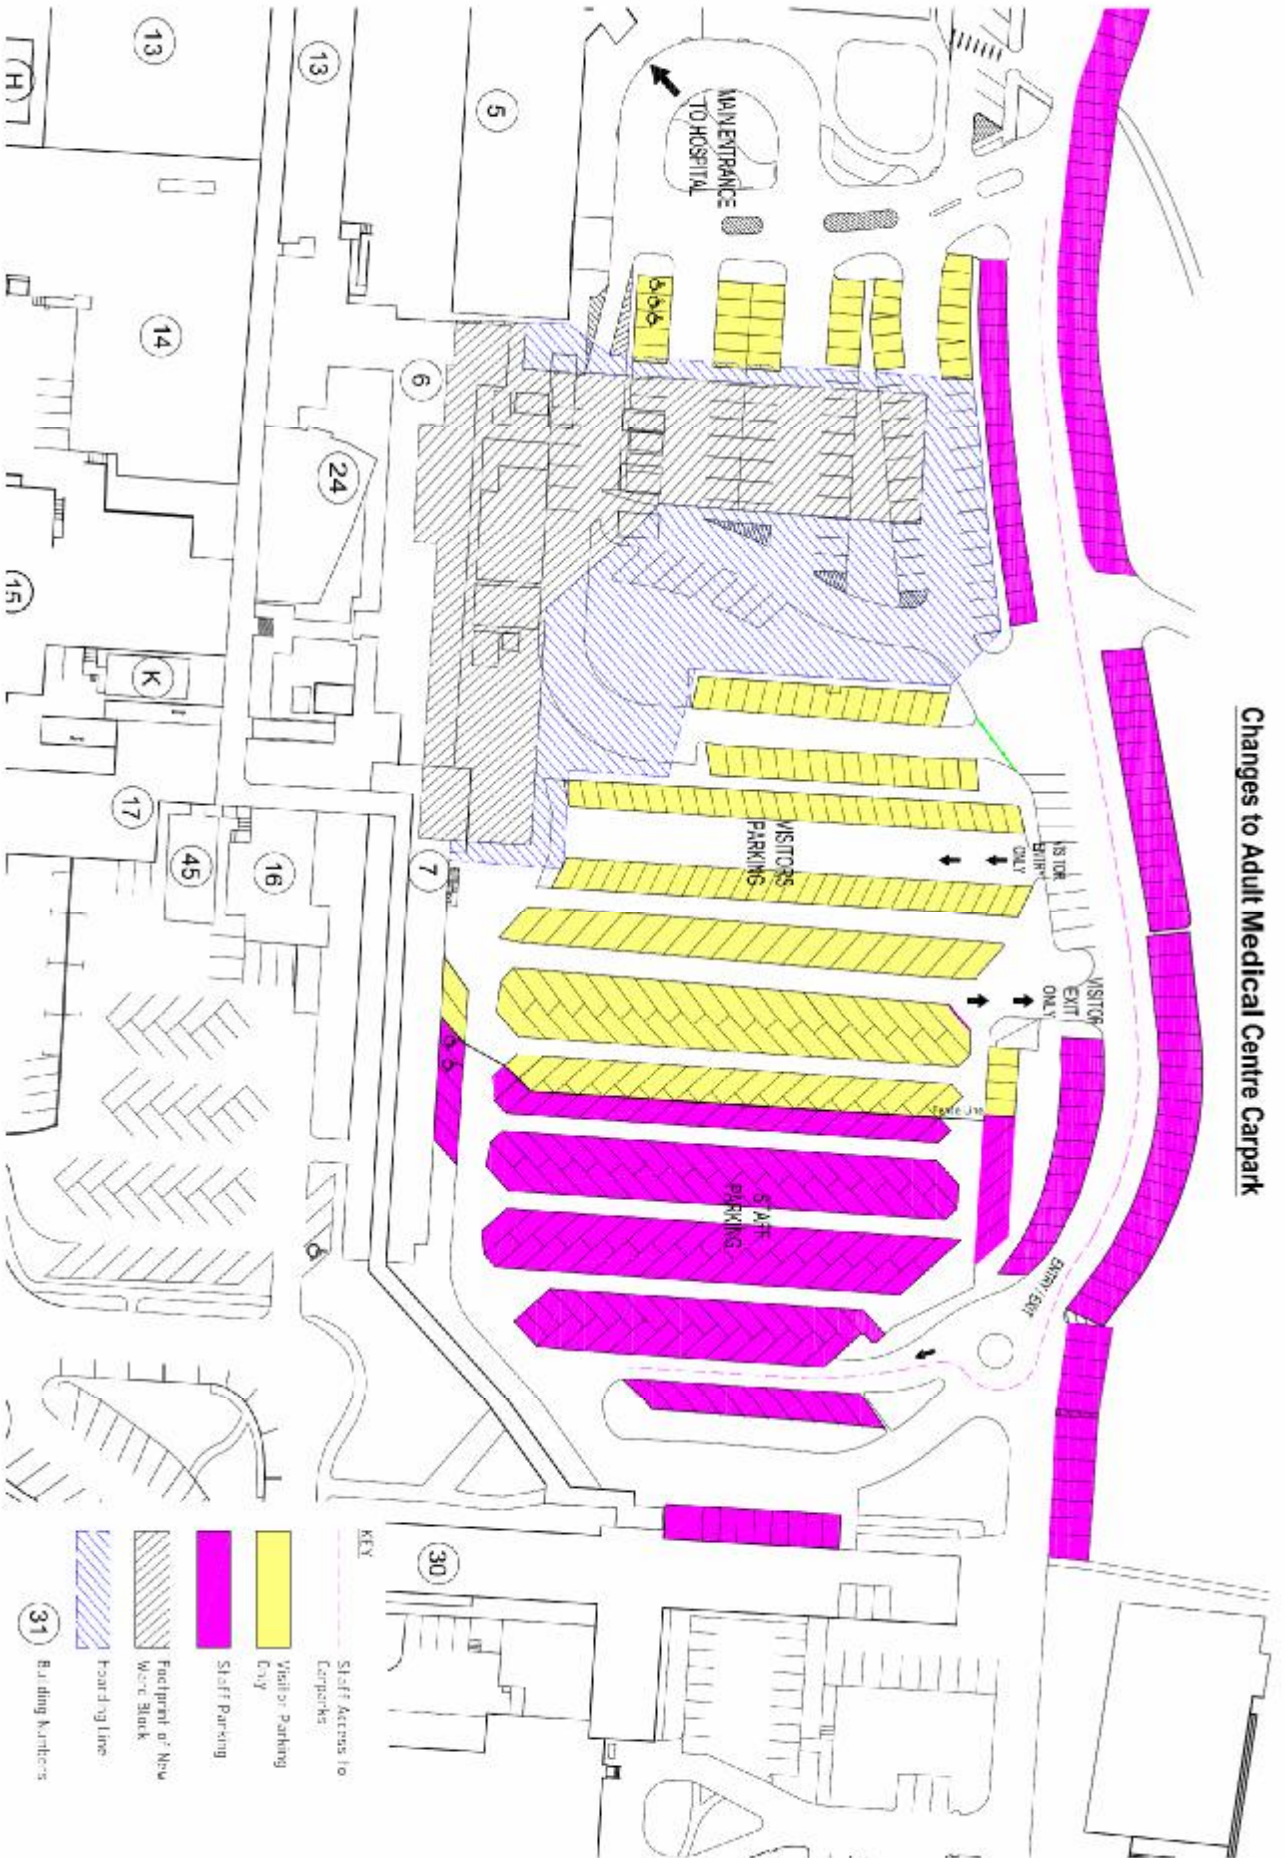 Changes to Adult Medical Centre Carpark
MAIN ENTRANCE
TO HOSPITAL
13
13
H
5
14
6
24
15
K
17
45
16
7
VISITORS
PARKING
VISITOR
ENTRY
ONLY
VISITOR
EXIT
ONLY
Fence Line
STAFF
PARKING
ENTRY/EXIT
30
KEY
Staff Access to
Carparks
Visitor Parking
Only
Staff Parking
Footprint of New
Ward Block
Hoarding Line
31
Building Numbers